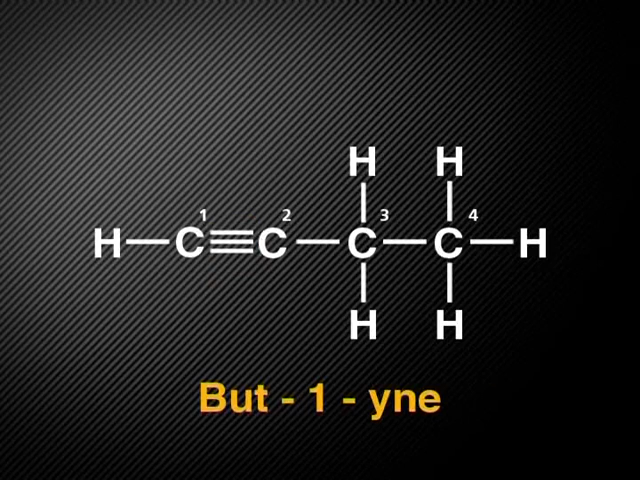 H H
1 2 3 4
H—C≡C—C—C—H
H H
But - 1 - yne